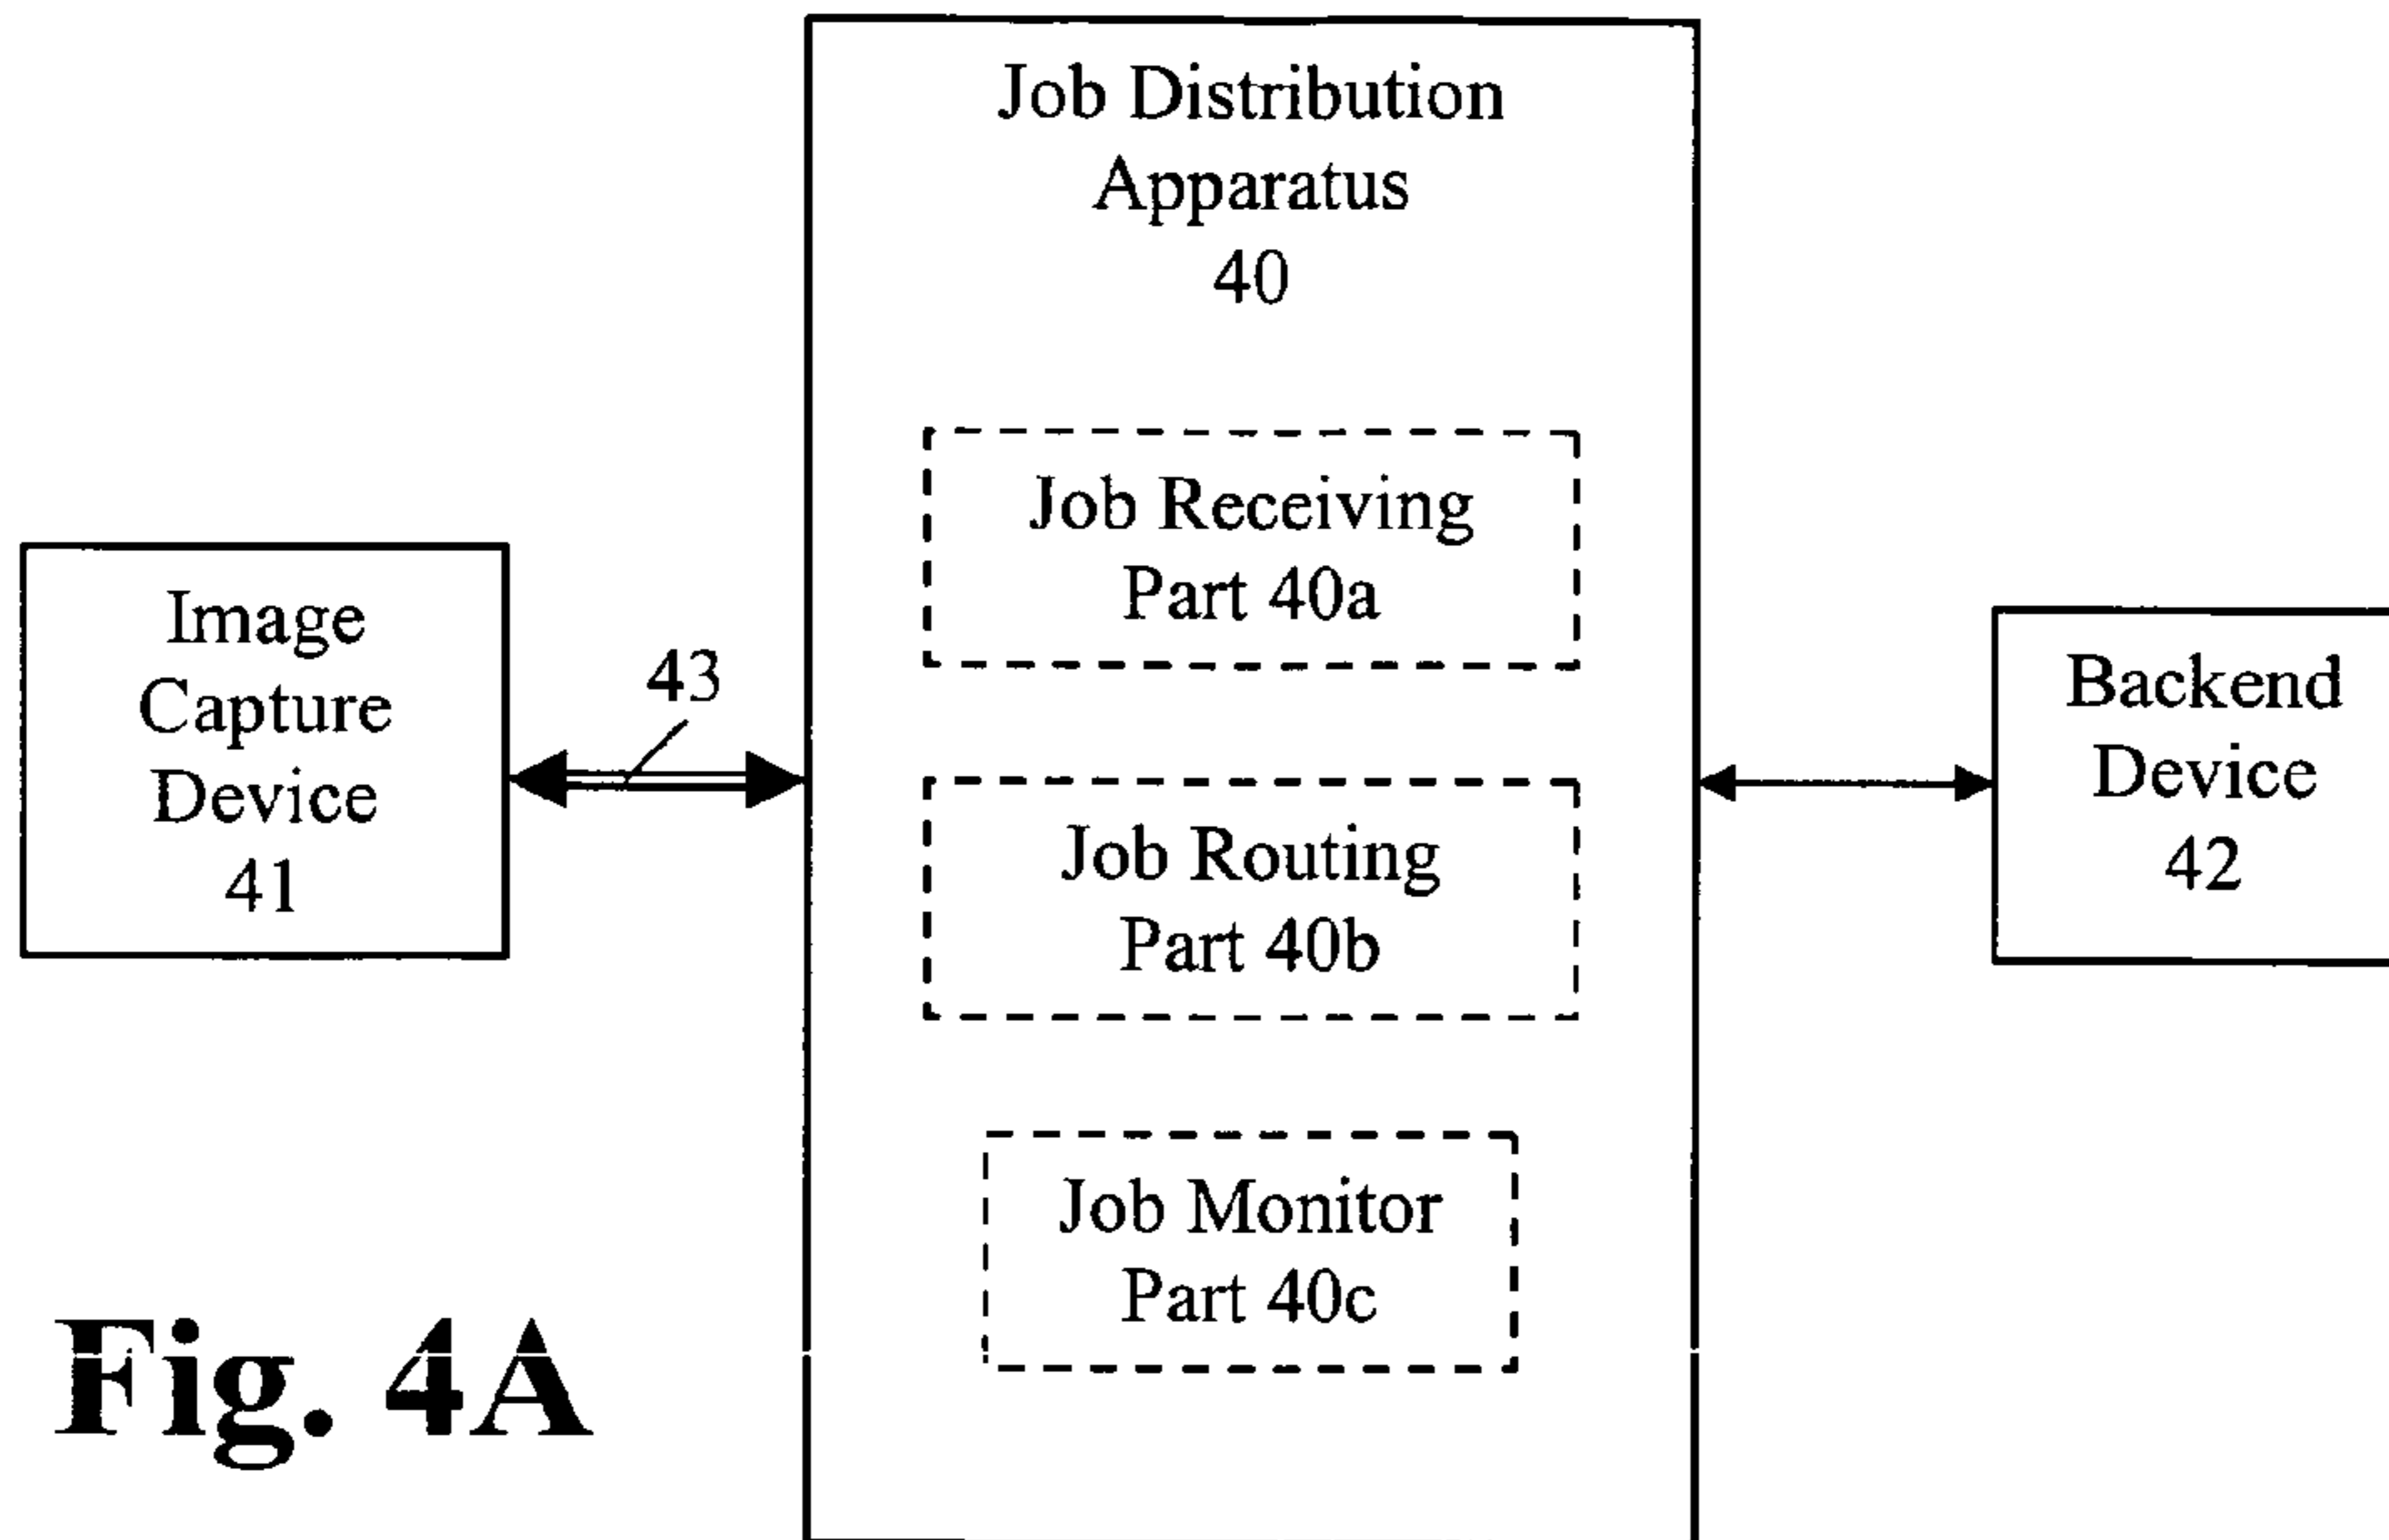 Job Distribution
Apparatus
40
Job Receiving
Part 40a
Image
Capture
Device
41
43
Job Routing
Part 40b
Backend
Device
42
Job Monitor
Part 40c
Fig. 4A